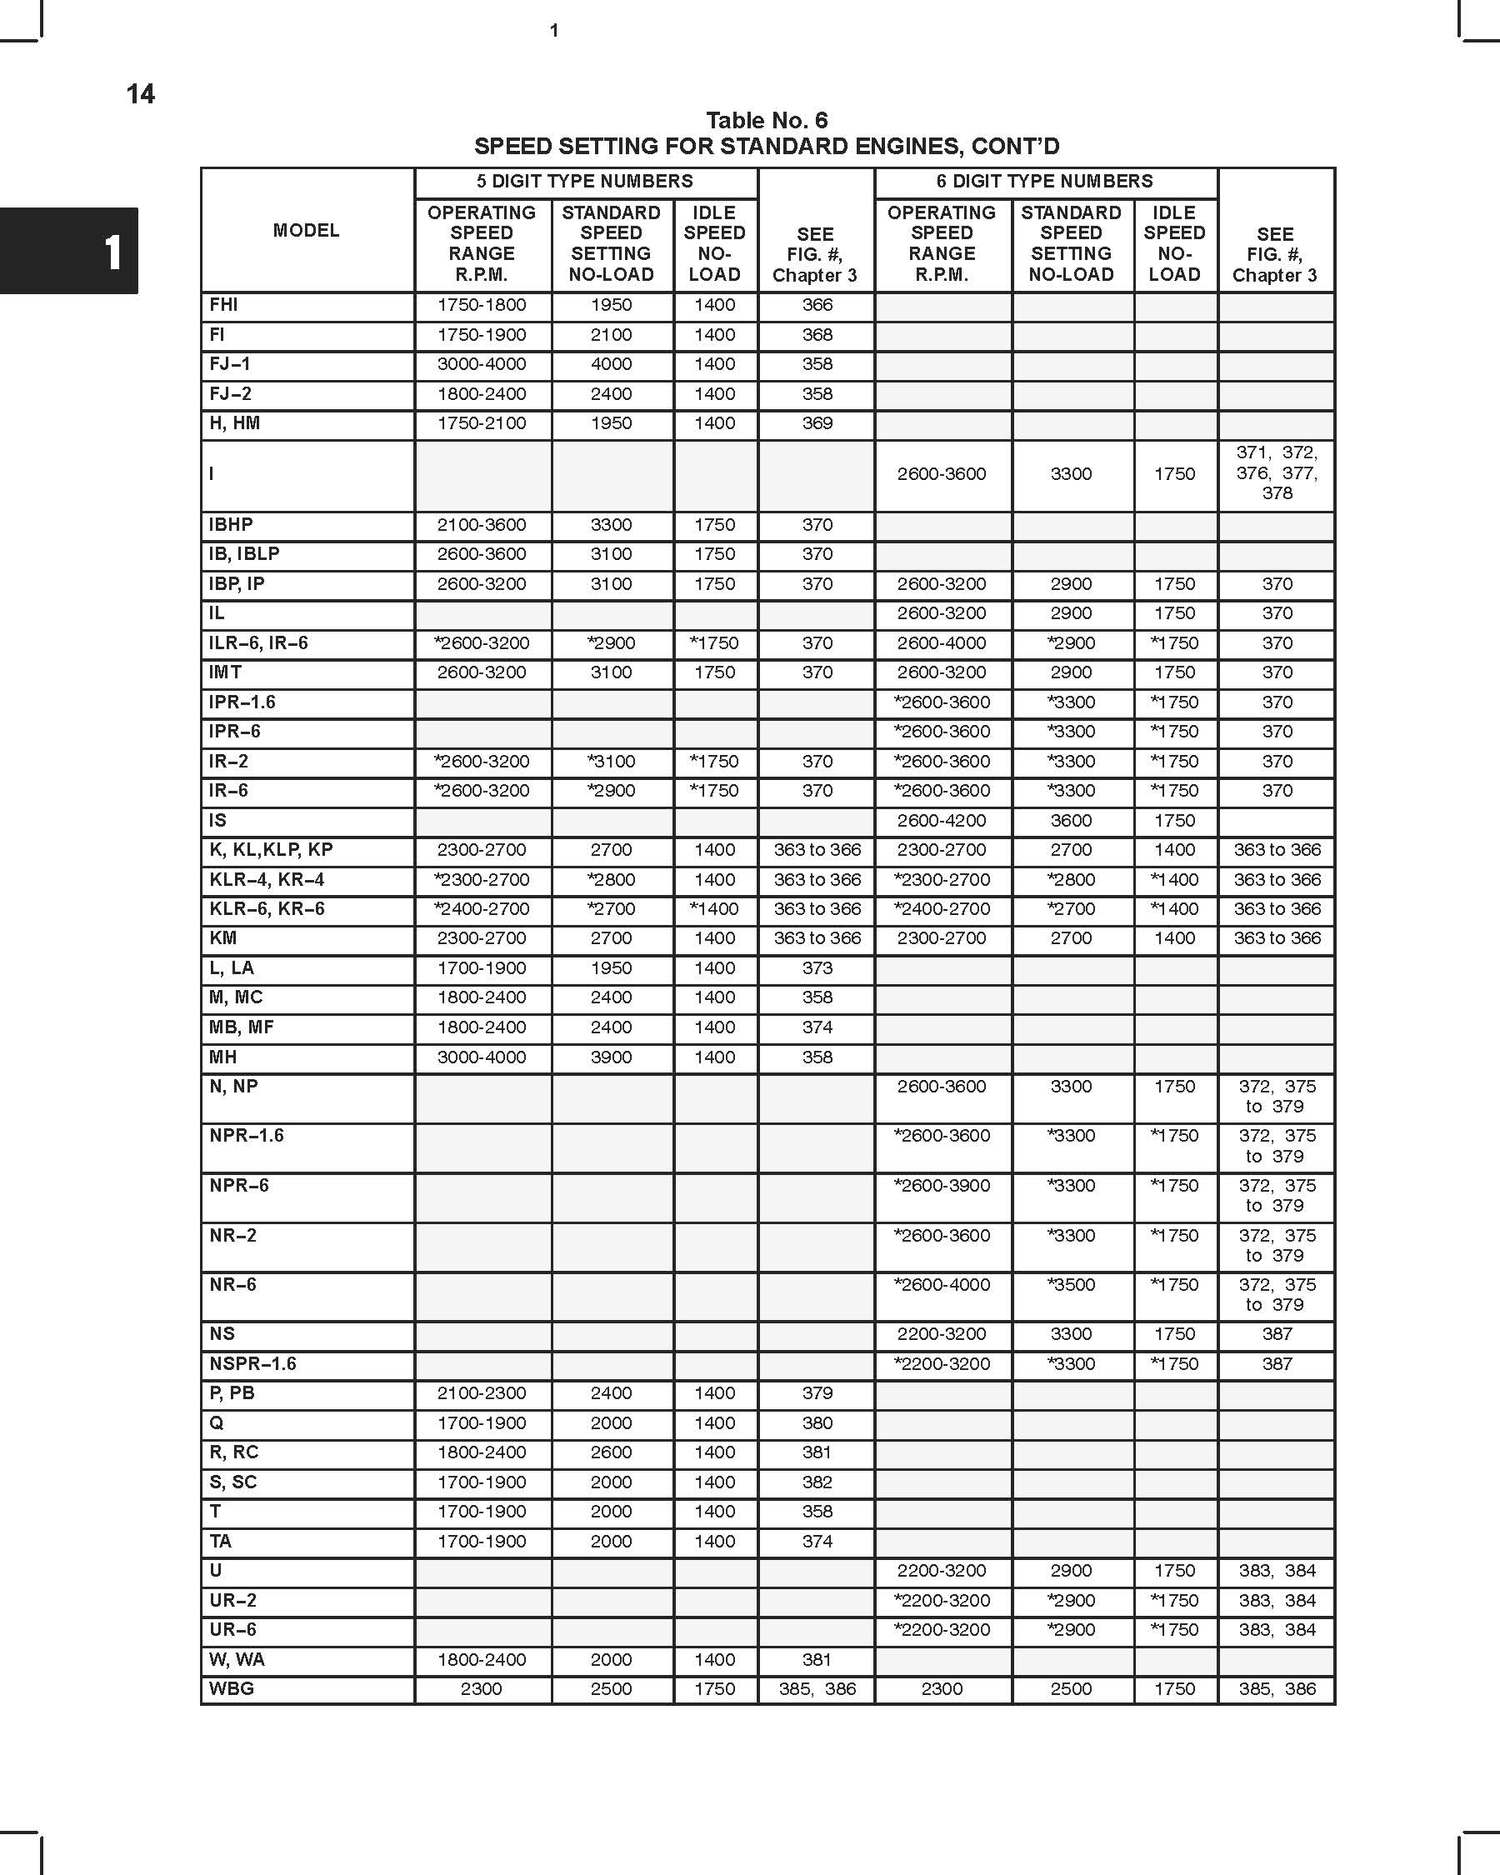 1
14
Table No. 6
SPEED SETTING FOR STANDARD ENGINES, CONT'D
1
MODEL
5 DIGIT TYPE NUMBERS
OPERATING SPEED RANGE R.P.M.
STANDARD SPEED SETTING NO-LOAD
IDLE SPEED NO-LOAD
SEE FIG. #, Chapter 3
6 DIGIT TYPE NUMBERS
OPERATING SPEED RANGE R.P.M.
STANDARD SPEED SETTING NO-LOAD
IDLE SPEED NO-LOAD
SEE FIG. #, Chapter 3
FHI 1750-1800 1950 1400 366
FI 1750-1900 2100 1400 368
FJ–1 3000-4000 4000 1400 358
FJ–2 1800-2400 2400 1400 358
H, HM 1750-2100 1950 1400 369
I 2600-3600 3300 1750 371, 372, 376, 377, 378
IBHP 2100-3600 3300 1750 370
IB, IBLP 2600-3600 3100 1750 370
IBP, IP 2600-3200 3100 1750 370 2600-3200 2900 1750 370
IL 2600-3200 2900 1750 370
ILR–6, IR–6 *2600-3200 *2900 *1750 370 2600-4000 *2900 *1750 370
IMT 2600-3200 3100 1750 370 2600-3200 2900 1750 370
IPR–1.6 *2600-3600 *3300 *1750 370
IPR–6 *2600-3600 *3300 *1750 370
IR–2 *2600-3200 *3100 *1750 370 *2600-3600 *3300 *1750 370
IR–6 *2600-3200 *2900 *1750 370 *2600-3600 *3300 *1750 370
IS 2600-4200 3600 1750
K, KL,KLP, KP 2300-2700 2700 1400 363 to 366 2300-2700 2700 1400 363 to 366
KLR–4, KR–4 *2300-2700 *2800 1400 363 to 366 *2300-2700 *2800 *1400 363 to 366
KLR–6, KR–6 *2400-2700 *2700 *1400 363 to 366 *2400-2700 *2700 *1400 363 to 366
KM 2300-2700 2700 1400 363 to 366 2300-2700 2700 1400 363 to 366
L, LA 1700-1900 1950 1400 373
M, MC 1800-2400 2400 1400 358
MB, MF 1800-2400 2400 1400 374
MH 3000-4000 3900 1400 358
N, NP 2600-3600 3300 1750 372, 375 to 379
NPR–1.6 *2600-3600 *3300 *1750 372, 375 to 379
NPR–6 *2600-3900 *3300 *1750 372, 375 to 379
NR–2 *2600-3600 *3300 *1750 372, 375 to 379
NR–6 *2600-4000 *3500 *1750 372, 375 to 379
NS 2200-3200 3300 1750 387
NSPR–1.6 *2200-3200 *3300 *1750 387
P, PB 2100-2300 2400 1400 379
Q 1700-1900 2000 1400 380
R, RC 1800-2400 2600 1400 381
S, SC 1700-1900 2000 1400 382
T 1700-1900 2000 1400 358
TA 1700-1900 2000 1400 374
U 2200-3200 2900 1750 383, 384
UR–2 *2200-3200 *2900 *1750 383, 384
UR–6 *2200-3200 *2900 *1750 383, 384
W, WA 1800-2400 2000 1400 381
WBG 2300 2500 1750 385, 386 2300 2500 1750 385, 386